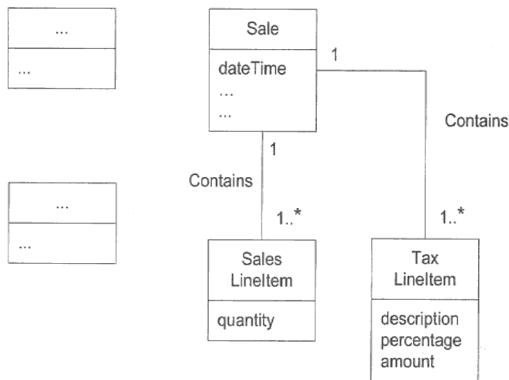 ...
...
Sale
dateTime
...
...
1
Contains
1
Contains
1..*
1..*
...
...
Sales
LineItem
quantity
Tax
LineItem
description
percentage
amount